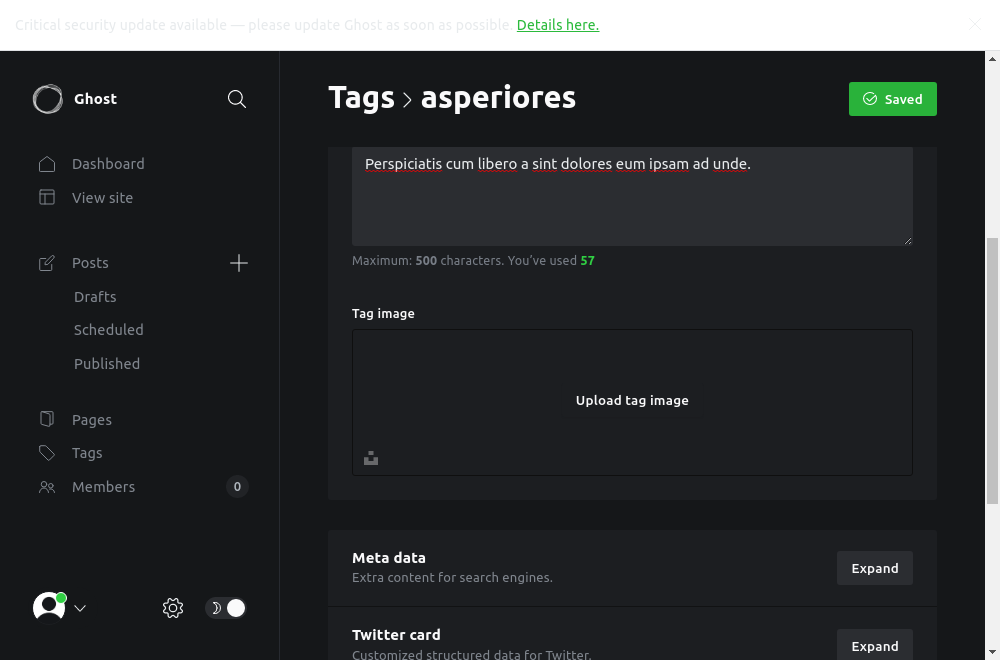 Critical security update available — please update Ghost as soon as possible. Details here.
Ghost
Tags > asperiores
Saved
Dashboard
View site
Posts
Drafts
Scheduled
Published
Pages
Tags
Members
0
Perspiciatis cum libero a sint dolores eum ipsam ad unde.
Maximum: 500 characters. You've used 57
Tag image
Upload tag image
Meta data
Extra content for search engines.
Expand
Twitter card
Customized structured data for Twitter.
Expand